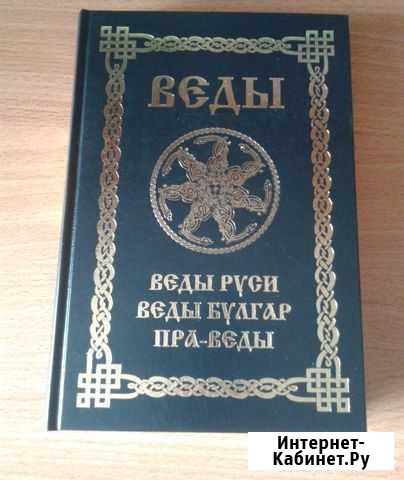 ВЕДЫ
ВЕДЫ РУСИ
ВЕДЫ БУЛГАР
ПРА-ВЕДЫ
Интернет-
Кабинет.Ру